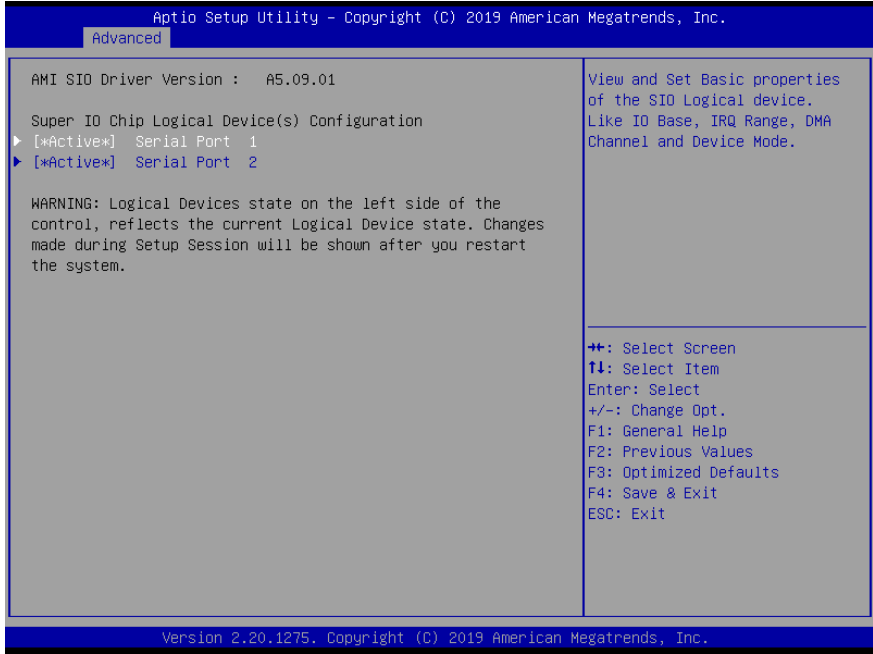 Aptio Setup Utility – Copyright (C) 2019 American Megatrends, Inc.
Advanced
AMI SIO Driver Version :   A5.09.01
Super IO Chip Logical Device(s) Configuration
[*Active*]  Serial Port  1
[*Active*]  Serial Port  2
WARNING: Logical Devices state on the left side of the
control, reflects the current Logical Device state. Changes
made during Setup Session will be shown after you restart
the system.
View and Set Basic properties
of the SIO Logical device.
Like IO Base, IRQ Range, DMA
Channel and Device Mode.
→←: Select Screen
↑↓: Select Item
Enter: Select
+/-: Change Opt.
F1: General Help
F2: Previous Values
F3: Optimized Defaults
F4: Save & Exit
ESC: Exit
Version 2.20.1275. Copyright (C) 2019 American Megatrends, Inc.